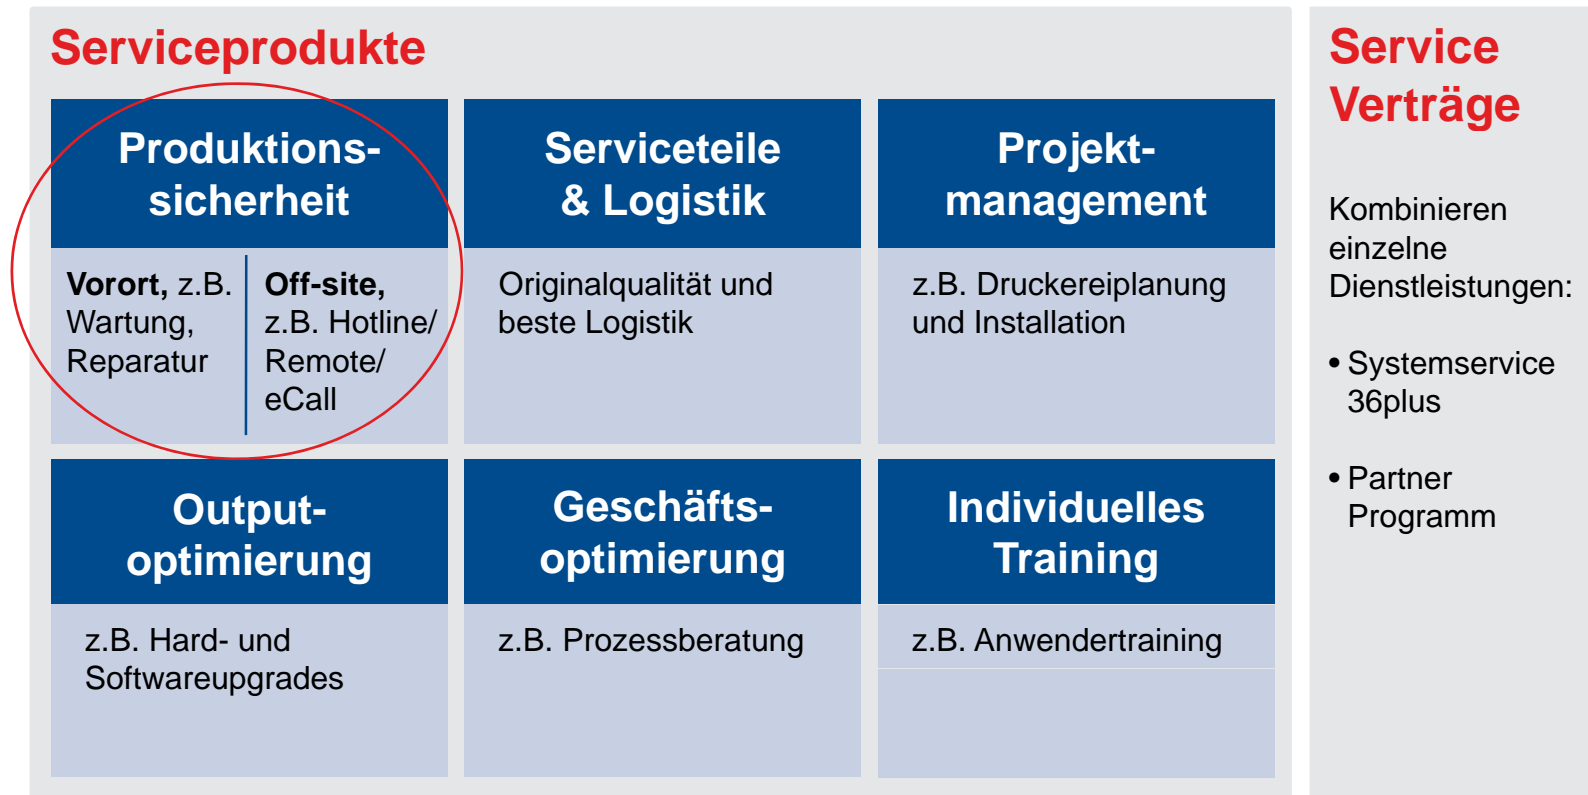 Serviceprodukte
Produktions-
sicherheit
Vorort, z.B.
Wartung,
Reparatur
Off-site,
z.B. Hotline/
Remote/
eCall
Serviceteile
& Logistik
Originalqualität und
beste Logistik
Projekt-
management
z.B. Druckereiplanung
und Installation
Output-
optimierung
z.B. Hard- und
Softwareupgrades
Geschäfts-
optimierung
z.B. Prozessberatung
Individuelles
Training
z.B. Anwendertraining
Service
Verträge
Kombinieren
einzelne
Dienstleistungen:
• Systemservice
36plus
• Partner
Programm